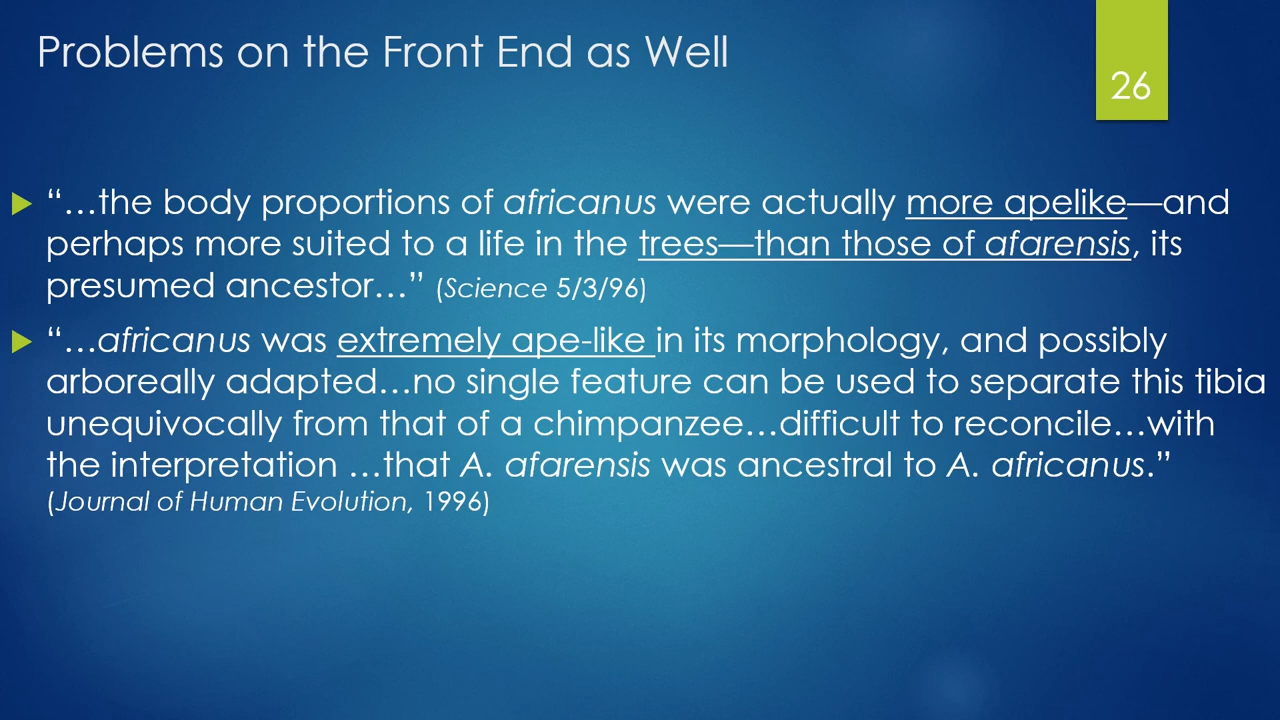 Problems on the Front End as Well
26
“…the body proportions of africanus were actually more apelike—and
perhaps more suited to a life in the trees—than those of afarensis, its
presumed ancestor…” (Science 5/3/96)
“…africanus was extremely ape-like in its morphology, and possibly
arboreally adapted…no single feature can be used to separate this tibia
unequivocally from that of a chimpanzee…difficult to reconcile…with
the interpretation …that A. afarensis was ancestral to A. africanus.”
(Journal of Human Evolution, 1996)